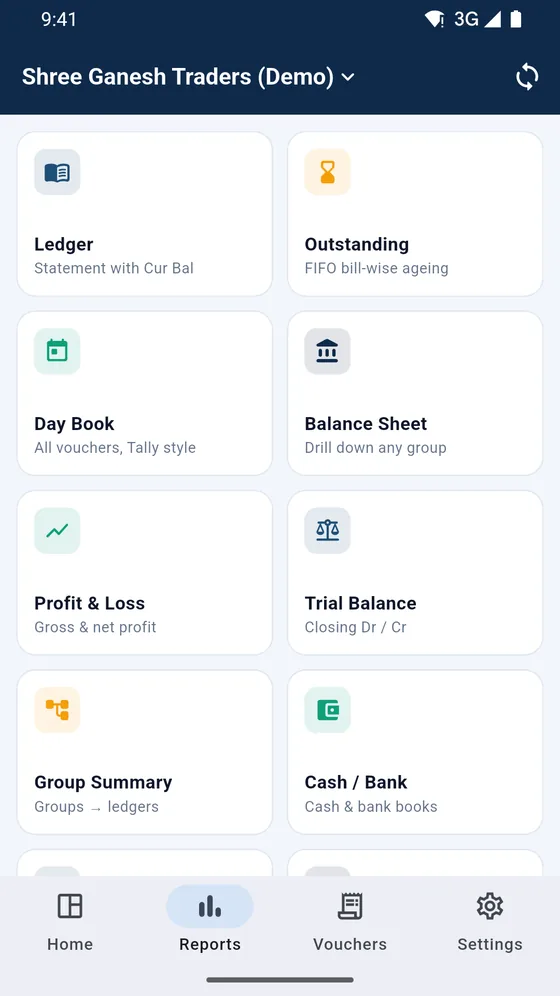 9:41
3G
Shree Ganesh Traders (Demo)
Ledger
Statement with Cur Bal
Outstanding
FIFO bill-wise ageing
Day Book
All vouchers, Tally style
Balance Sheet
Drill down any group
Profit & Loss
Gross & net profit
Trial Balance
Closing Dr / Cr
Group Summary
Groups → ledgers
Cash / Bank
Cash & bank books
Home
Reports
Vouchers
Settings